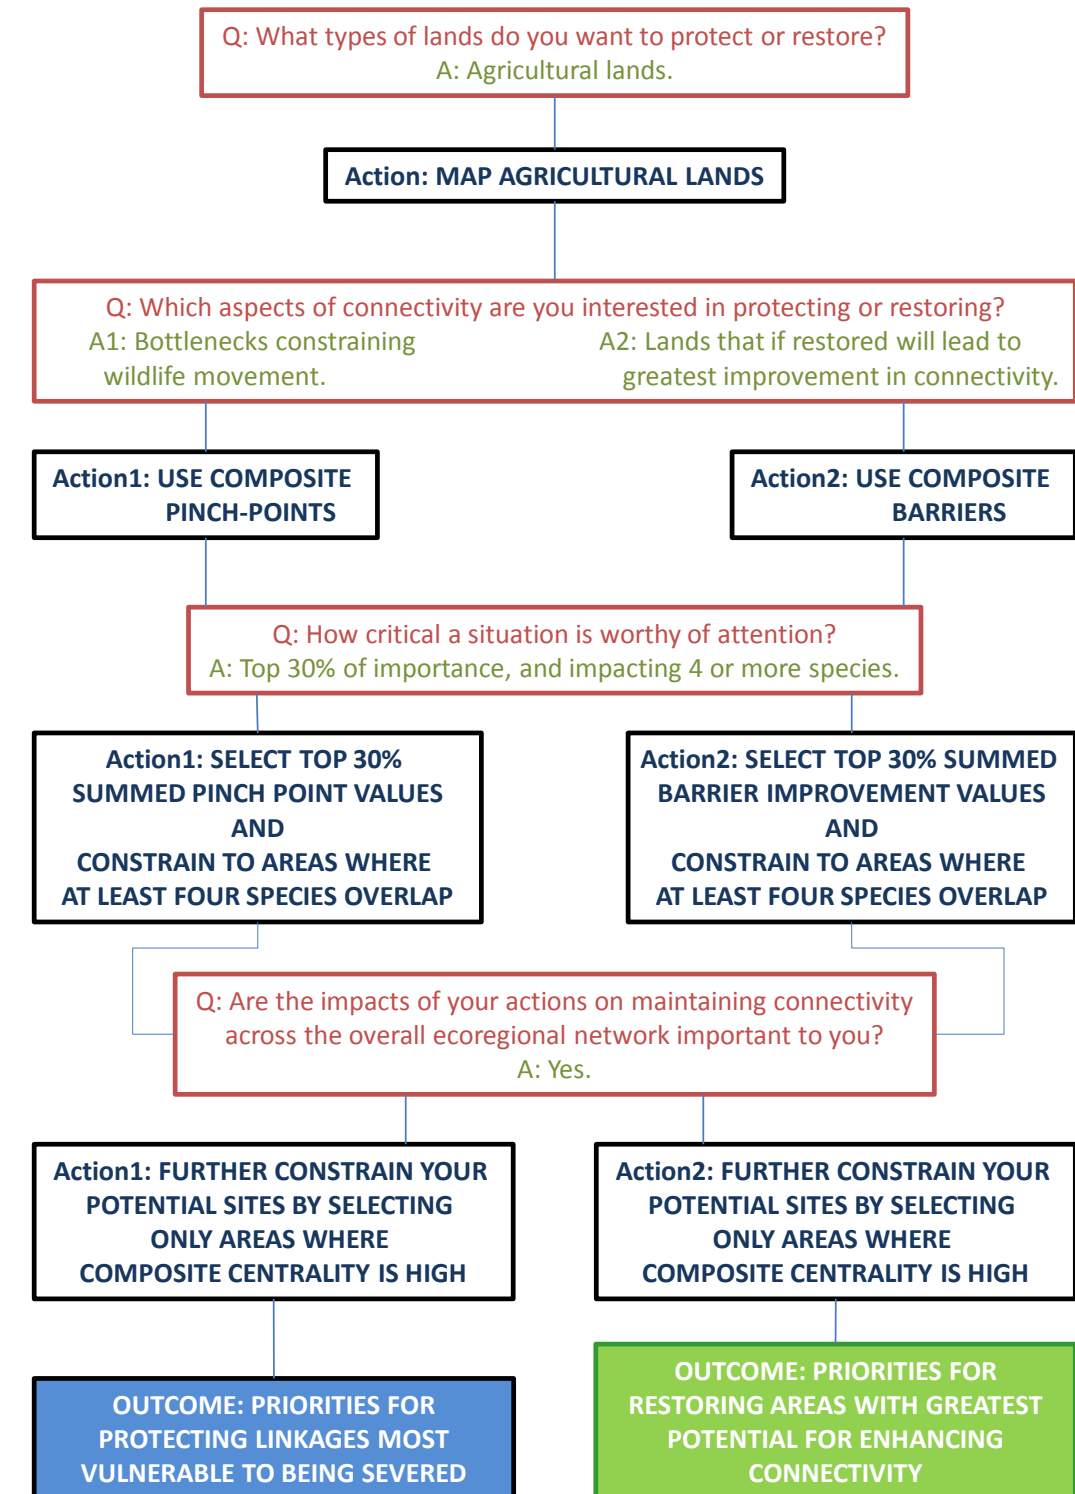 Q: What types of lands do you want to protect or restore?
A: Agricultural lands.
Action: MAP AGRICULTURAL LANDS
Q: Which aspects of connectivity are you interested in protecting or restoring?
A1: Bottlenecks constraining
wildlife movement.
A2: Lands that if restored will lead to
greatest improvement in connectivity.
Action1: USE COMPOSITE
PINCH-POINTS
Action2: USE COMPOSITE
BARRIERS
Q: How critical a situation is worthy of attention?
A: Top 30% of importance, and impacting 4 or more species.
Action1: SELECT TOP 30%
SUMMED PINCH POINT VALUES
AND
CONSTRAIN TO AREAS WHERE
AT LEAST FOUR SPECIES OVERLAP
Action2: SELECT TOP 30% SUMMED
BARRIER IMPROVEMENT VALUES
AND
CONSTRAIN TO AREAS WHERE
AT LEAST FOUR SPECIES OVERLAP
Q: Are the impacts of your actions on maintaining connectivity
across the overall ecoregional network important to you?
A: Yes.
Action1: FURTHER CONSTRAIN YOUR
POTENTIAL SITES BY SELECTING
ONLY AREAS WHERE
COMPOSITE CENTRALITY IS HIGH
Action2: FURTHER CONSTRAIN YOUR
POTENTIAL SITES BY SELECTING
ONLY AREAS WHERE
COMPOSITE CENTRALITY IS HIGH
OUTCOME: PRIORITIES FOR
PROTECTING LINKAGES MOST
VULNERABLE TO BEING SEVERED
OUTCOME: PRIORITIES FOR
RESTORING AREAS WITH GREATEST
POTENTIAL FOR ENHANCING
CONNECTIVITY